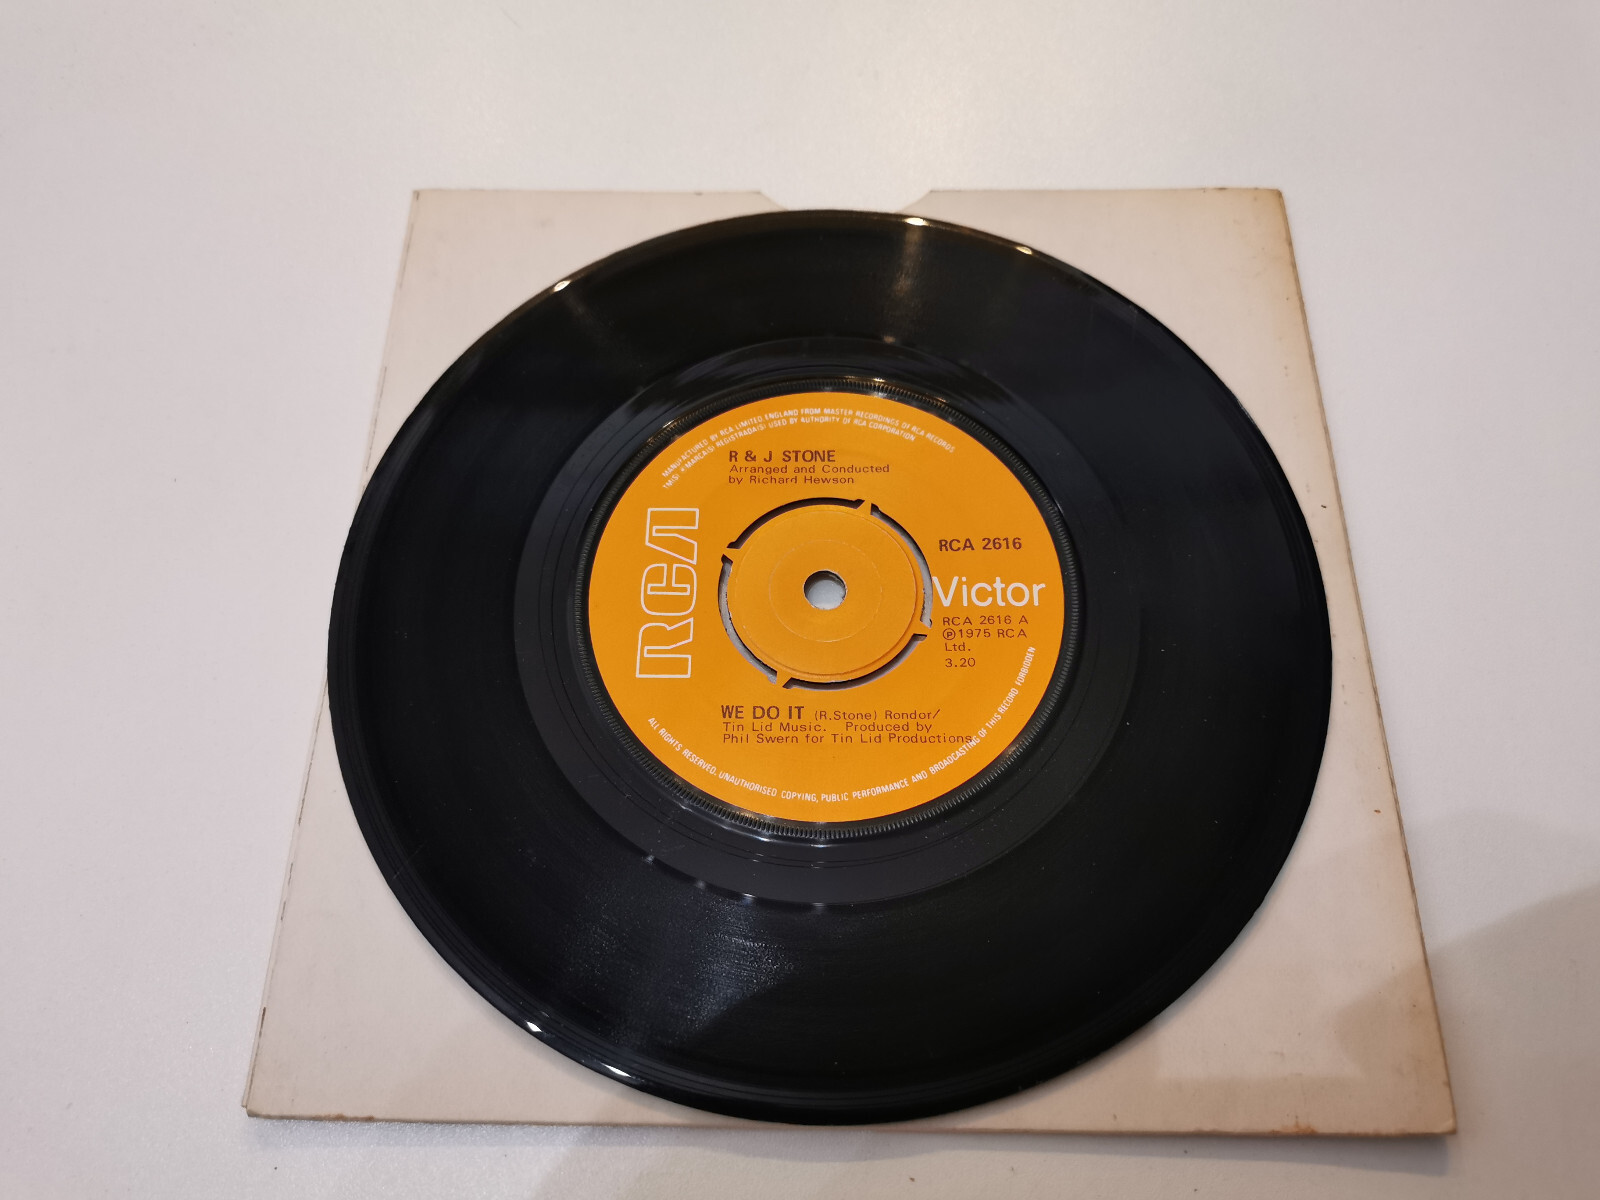 MANUFACTURED BY RCA LIMITED ENGLAND FROM MASTER RECORDINGS OF RCA RECORDS
TM(S) ® MARCA(S) REGISTRADA(S) USED BY AUTHORITY OF RCA CORPORATION
R & J STONE
Arranged and Conducted
by Richard Hewson
RCA
RCA 2616
Victor
RCA 2616 A
℗1975 RCA
Ltd.
3.20
WE DO IT (R.Stone) Rondor/
Tin Lid Music. Produced by
Phil Swern for Tin Lid Productions
ALL RIGHTS RESERVED. UNAUTHORISED COPYING, PUBLIC PERFORMANCE AND BROADCASTING OF THIS RECORD FORBIDDEN